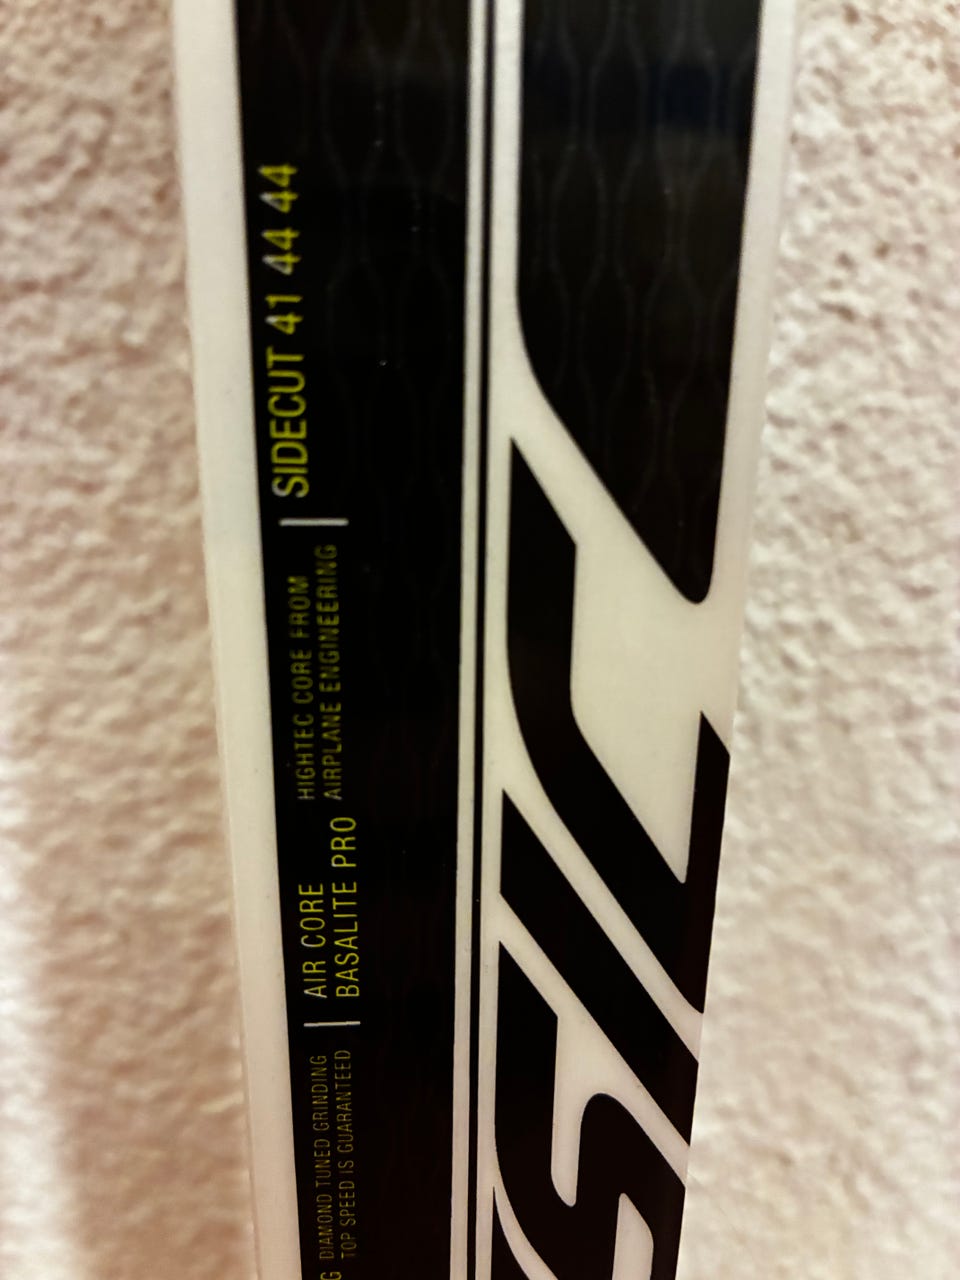 G
DIAMOND TUNED GRINDING
TOP SPEED IS GUARANTEED
AIR CORE
BASALITE PRO
HIGHTEC CORE FROM
AIRPLANE ENGINEERING
SIDECUT 41 44 44
SIC